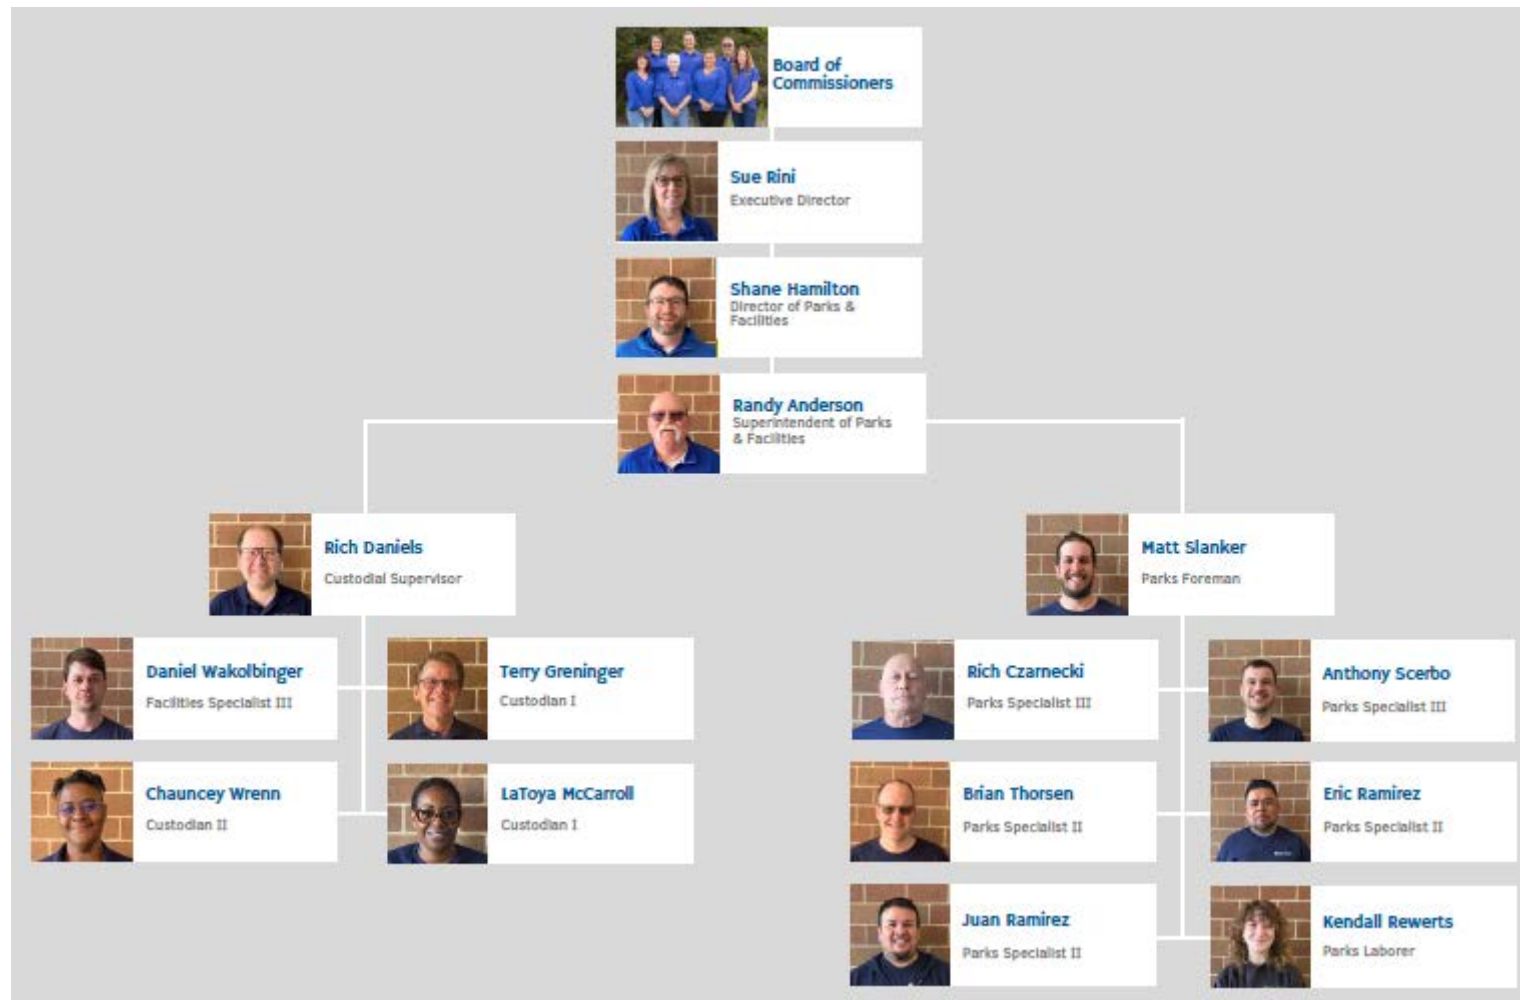 Board of
Commissioners
Sue Rini
Executive Director
Shane Hamilton
Director of Parks &
Facilities
Randy Anderson
Superintendent of Parks
& Facilities
Rich Daniels
Custodial Supervisor
Matt Slanker
Parks Foreman
Daniel Wakolbinger
Facilities Specialist III
Terry Greninger
Custodian I
Rich Czarnecki
Parks Specialist III
Anthony Scerbo
Parks Specialist III
Chauncey Wrenn
Custodian II
LaToya McCarroll
Custodian I
Brian Thorsen
Parks Specialist II
Eric Ramirez
Parks Specialist II
Juan Ramirez
Parks Specialist II
Kendall Rewerts
Parks Laborer